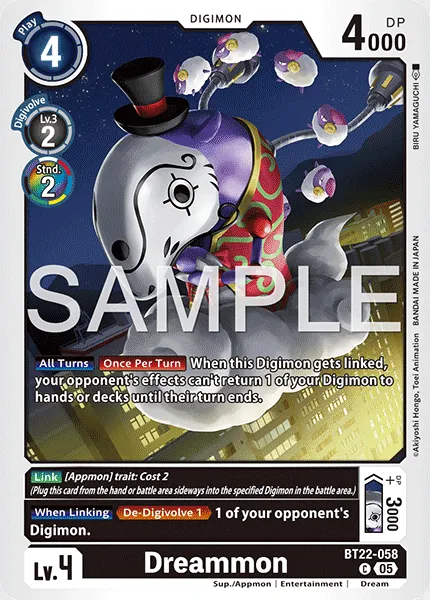 DIGIMON
Play
4
DP
4000
Digivolve
Lv.3
2
Stnd.
2
BIRU YAMAGUCHI
©Akiyoshi Hongo, Toei Animation BANDAI MADE IN JAPAN
SAMPLE
All Turns Once Per Turn When this Digimon gets linked,
your opponent's effects can't return 1 of your Digimon to
hands or decks until their turn ends.
Link [Appmon] trait: Cost 2
(Plug this card from the hand or battle area sideways into the specified Digimon in the battle area.)
DP
+3000
When Linking De-Digivolve 1 1 of your opponent's
Digimon.
Lv.4
Dreammon
BT22-058
C 05
Sup./Appmon | Entertainment | Dream